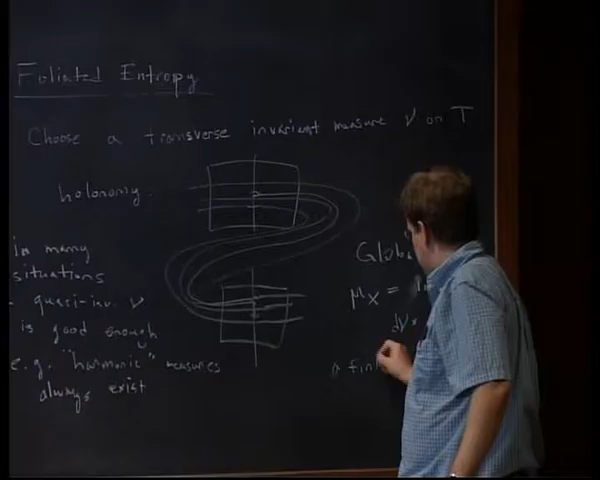 Foliated Entropy
Choose a transverse invariant measure ν on T
holonomy
in many
situations
quasi-inv. ν
is good enough
e.g. "harmonic" measures
always exist
Glob
μx =
dν
a fin